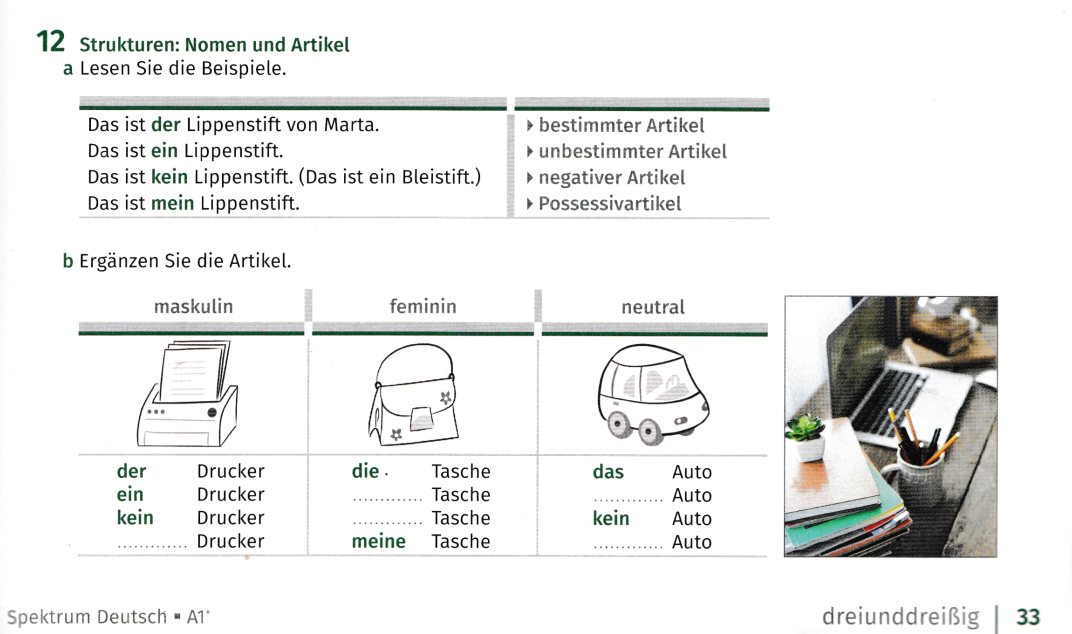 12 Strukturen: Nomen und Artikel
a Lesen Sie die Beispiele.
Das ist der Lippenstift von Marta. ▸ bestimmter Artikel
Das ist ein Lippenstift. ▸ unbestimmter Artikel
Das ist kein Lippenstift. (Das ist ein Bleistift.) ▸ negativer Artikel
Das ist mein Lippenstift. ▸ Possessivartikel
b Ergänzen Sie die Artikel.
maskulin feminin neutral
der Drucker die Tasche das Auto
ein Drucker ............. Tasche ............. Auto
kein Drucker ............. Tasche kein Auto
............. Drucker meine Tasche ............. Auto
Spektrum Deutsch ▪ A1+ dreiunddreißig | 33